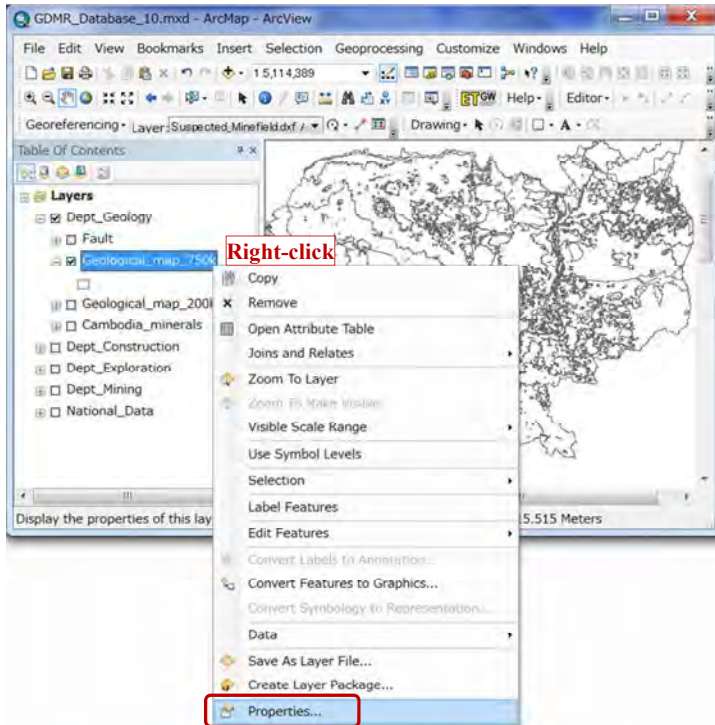 GDMR_Database_10.mxd - ArcMap - ArcView
File Edit View Bookmarks Insert Selection Geoprocessing Customize Windows Help
1:5,114,389
ETGW Help Editor
Georeferencing Layer: Suspected_Minefield.dxf / Drawing A
Table Of Contents
Layers
Dept_Geology
Fault
Geological_map_750k
Right-click
Geological_map_200
Cambodia_minerals
Dept_Construction
Dept_Exploration
Dept_Mining
National_Data
Copy
Remove
Open Attribute Table
Joins and Relates
Zoom To Layer
Zoom To Make Visible
Visible Scale Range
Use Symbol Levels
Selection
Label Features
Edit Features
Convert Labels to Annotation...
Convert Features to Graphics...
Convert Symbology to Representation...
Data
Save As Layer File...
Create Layer Package...
Properties...
Display the properties of this lay
5.515 Meters